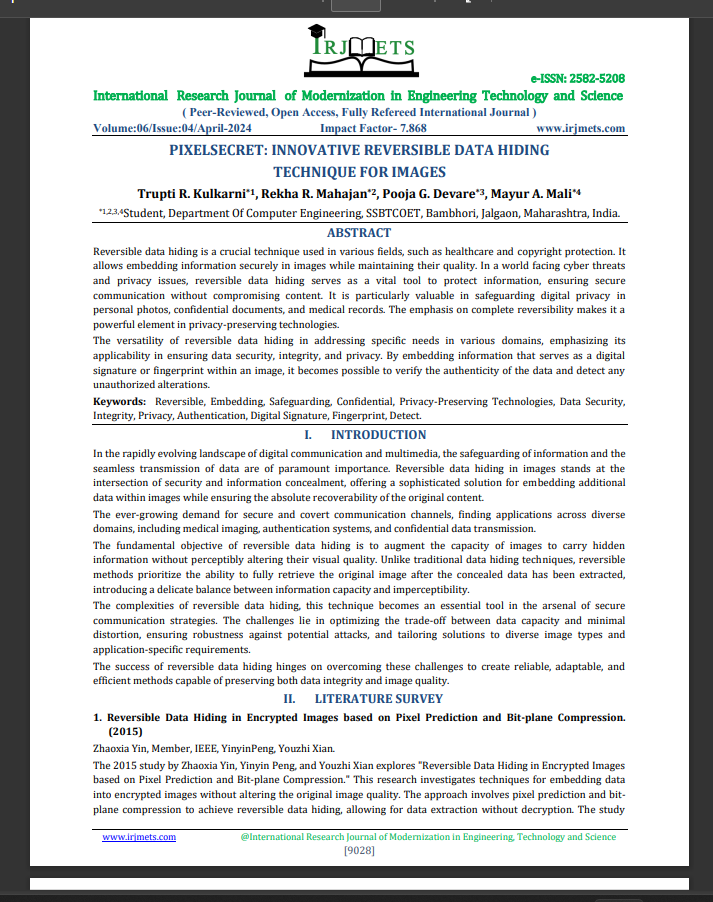 IRJMETS
e-ISSN: 2582-5208
International Research Journal of Modernization in Engineering Technology and Science
( Peer-Reviewed, Open Access, Fully Refereed International Journal )
Volume:06/Issue:04/April-2024 Impact Factor- 7.868 www.irjmets.com
PIXELSECRET: INNOVATIVE REVERSIBLE DATA HIDING
TECHNIQUE FOR IMAGES
Trupti R. Kulkarni*1, Rekha R. Mahajan*2, Pooja G. Devare*3, Mayur A. Mali*4
*1,2,3,4Student, Department Of Computer Engineering, SSBTCOET, Bambhori, Jalgaon, Maharashtra, India.
ABSTRACT
Reversible data hiding is a crucial technique used in various fields, such as healthcare and copyright protection. It
allows embedding information securely in images while maintaining their quality. In a world facing cyber threats
and privacy issues, reversible data hiding serves as a vital tool to protect information, ensuring secure
communication without compromising content. It is particularly valuable in safeguarding digital privacy in
personal photos, confidential documents, and medical records. The emphasis on complete reversibility makes it a
powerful element in privacy-preserving technologies.
The versatility of reversible data hiding in addressing specific needs in various domains, emphasizing its
applicability in ensuring data security, integrity, and privacy. By embedding information that serves as a digital
signature or fingerprint within an image, it becomes possible to verify the authenticity of the data and detect any
unauthorized alterations.
Keywords: Reversible, Embedding, Safeguarding, Confidential, Privacy-Preserving Technologies, Data Security,
Integrity, Privacy, Authentication, Digital Signature, Fingerprint, Detect.
I. INTRODUCTION
In the rapidly evolving landscape of digital communication and multimedia, the safeguarding of information and the
seamless transmission of data are of paramount importance. Reversible data hiding in images stands at the
intersection of security and information concealment, offering a sophisticated solution for embedding additional
data within images while ensuring the absolute recoverability of the original content.
The ever-growing demand for secure and covert communication channels, finding applications across diverse
domains, including medical imaging, authentication systems, and confidential data transmission.
The fundamental objective of reversible data hiding is to augment the capacity of images to carry hidden
information without perceptibly altering their visual quality. Unlike traditional data hiding techniques, reversible
methods prioritize the ability to fully retrieve the original image after the concealed data has been extracted,
introducing a delicate balance between information capacity and imperceptibility.
The complexities of reversible data hiding, this technique becomes an essential tool in the arsenal of secure
communication strategies. The challenges lie in optimizing the trade-off between data capacity and minimal
distortion, ensuring robustness against potential attacks, and tailoring solutions to diverse image types and
application-specific requirements.
The success of reversible data hiding hinges on overcoming these challenges to create reliable, adaptable, and
efficient methods capable of preserving both data integrity and image quality.
II. LITERATURE SURVEY
1. Reversible Data Hiding in Encrypted Images based on Pixel Prediction and Bit-plane Compression.
(2015)
Zhaoxia Yin, Member, IEEE, YinyinPeng, Youzhi Xian.
The 2015 study by Zhaoxia Yin, Yinyin Peng, and Youzhi Xian explores "Reversible Data Hiding in Encrypted Images
based on Pixel Prediction and Bit-plane Compression." This research investigates techniques for embedding data
into encrypted images without altering the original image quality. The approach involves pixel prediction and bit-
plane compression to achieve reversible data hiding, allowing for data extraction without decryption. The study
www.irjmets.com @International Research Journal of Modernization in Engineering, Technology and Science
[9028]